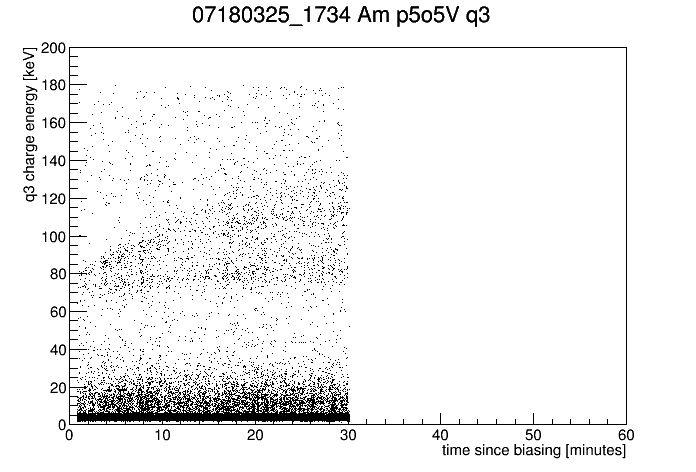 07180325_1734 Am p5o5V q3
q3 charge energy [keV]
200
180
160
140
120
100
80
60
40
20
0
0 10 20 30 40 50 60
time since biasing [minutes]